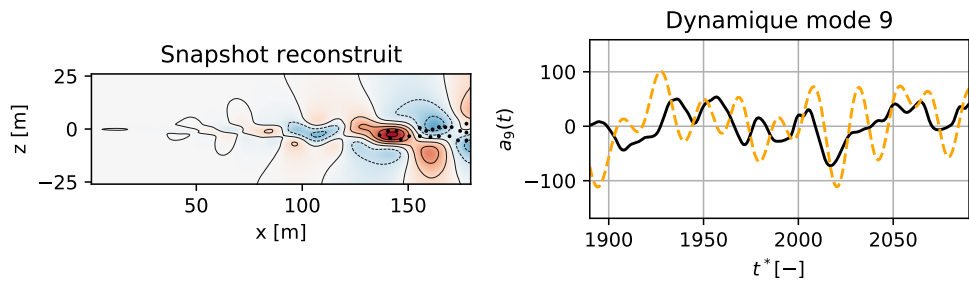 Snapshot reconstruit
25
0
−25
z [m]
50
100
150
x [m]
Dynamique mode 9
100
0
−100
a₉(t)
1900
1950
2000
2050
t*[−]